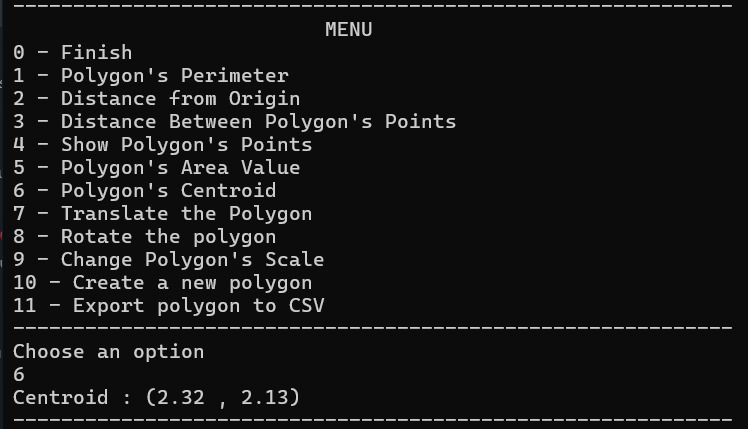 ------------------------------------------------------------
MENU
0 - Finish
1 - Polygon's Perimeter
2 - Distance from Origin
3 - Distance Between Polygon's Points
4 - Show Polygon's Points
5 - Polygon's Area Value
6 - Polygon's Centroid
7 - Translate the Polygon
8 - Rotate the polygon
9 - Change Polygon's Scale
10 - Create a new polygon
11 - Export polygon to CSV
------------------------------------------------------------
Choose an option
6
Centroid : (2.32 , 2.13)
------------------------------------------------------------